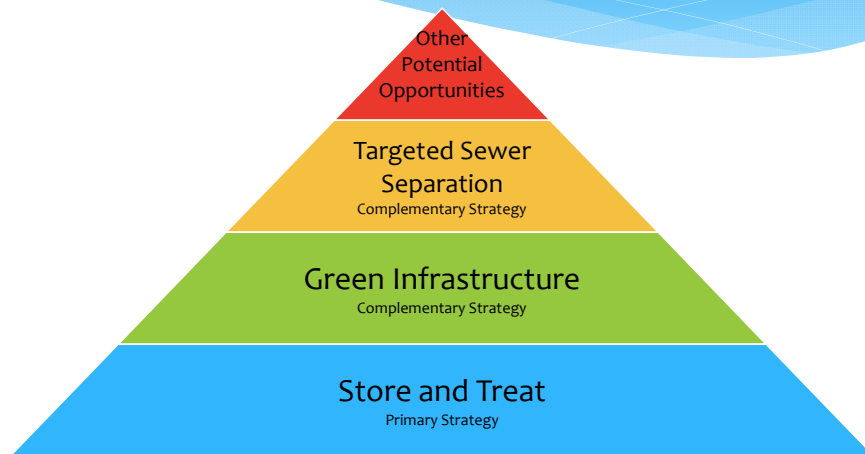 Other
Potential
Opportunities
Targeted Sewer
Separation
Complementary Strategy
Green Infrastructure
Complementary Strategy
Store and Treat
Primary Strategy